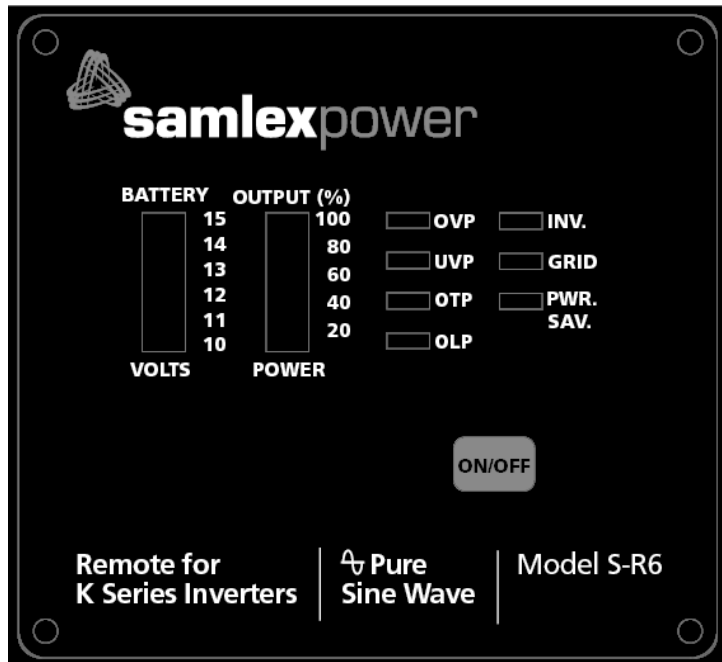 samlexpower
BATTERY OUTPUT (%)
15 100
14 80
13 60
12 40
11 20
10
VOLTS POWER
OVP INV.
UVP GRID
OTP PWR. SAV.
OLP
ON/OFF
Remote for
K Series Inverters
Pure
Sine Wave
Model S-R6